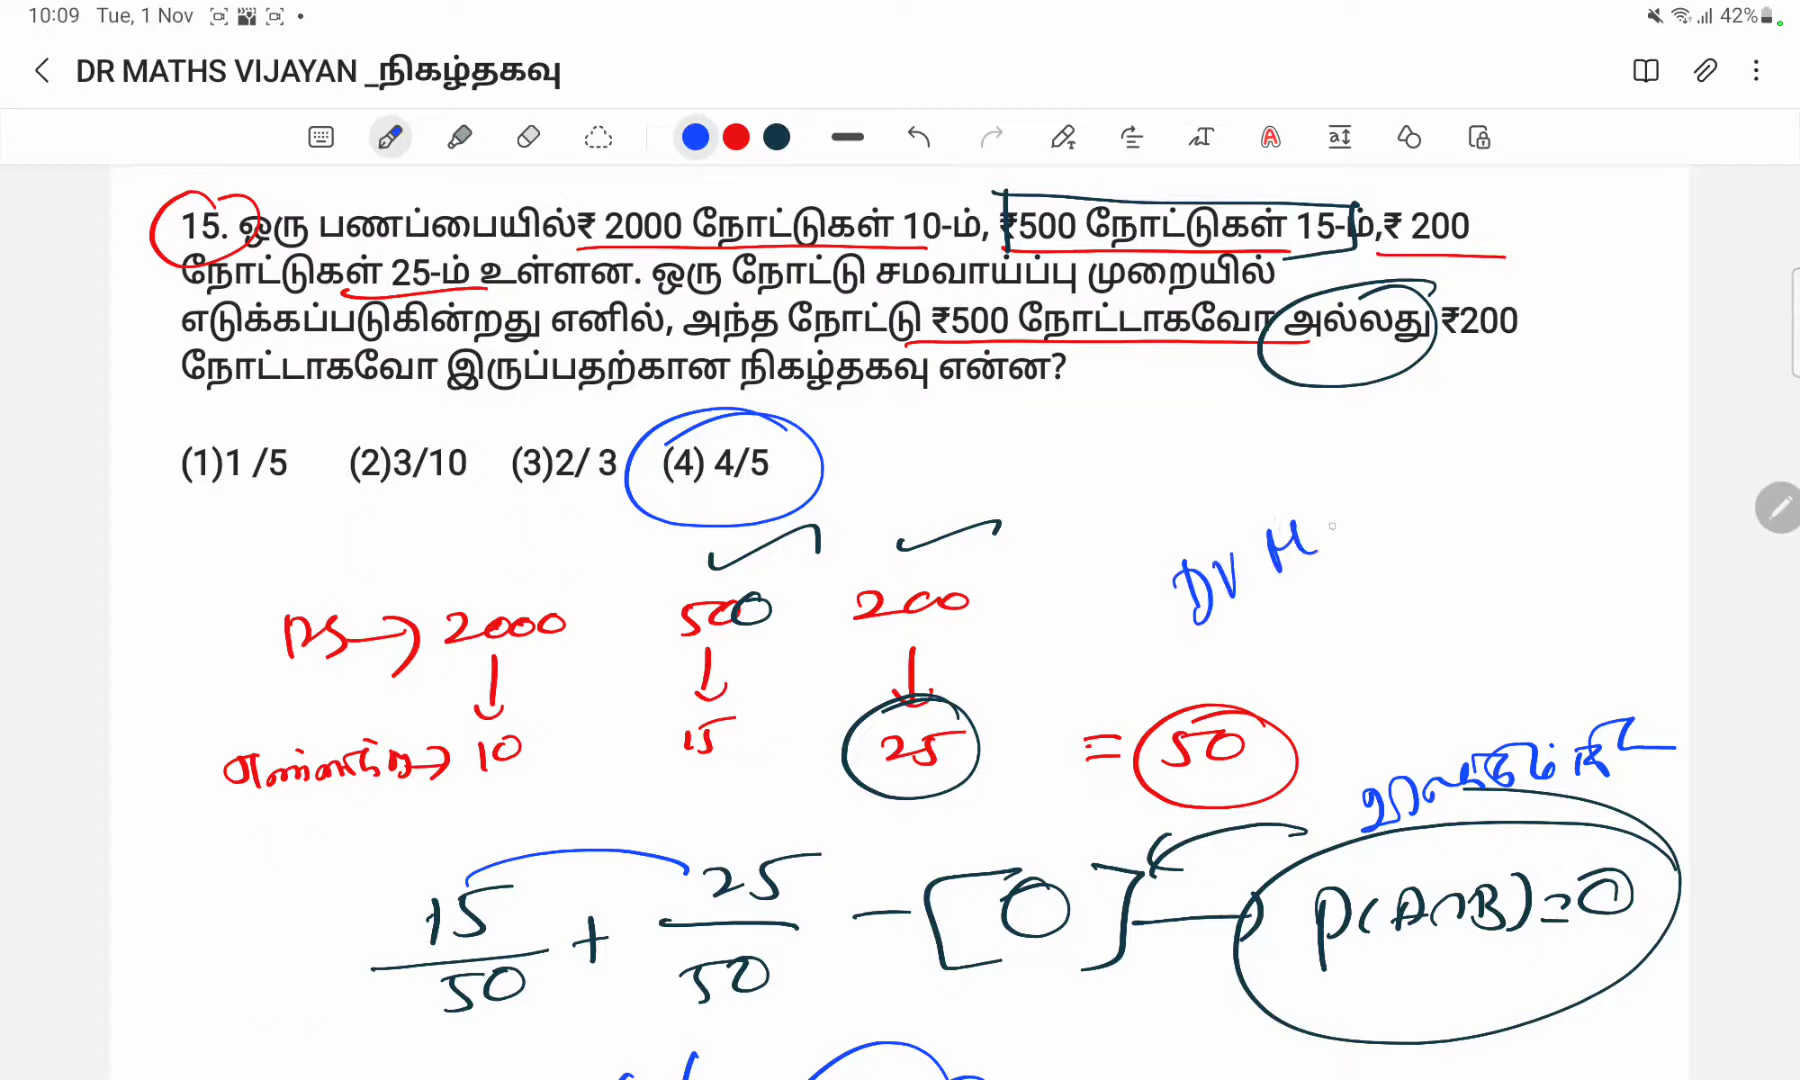 10:09 Tue, 1 Nov
42%
DR MATHS VIJAYAN _நிகழ்தகவு
15. ஒரு பணப்பையில்₹ 2000 நோட்டுகள் 10-ம், ₹500 நோட்டுகள் 15-ம்,₹ 200
நோட்டுகள் 25-ம் உள்ளன. ஒரு நோட்டு சமவாய்ப்பு முறையில்
எடுக்கப்படுகின்றது எனில், அந்த நோட்டு ₹500 நோட்டாகவோ அல்லது ₹200
நோட்டாகவோ இருப்பதற்கான நிகழ்தகவு என்ன?
(1)1 /5 (2)3/10 (3)2/ 3 (4) 4/5
DV M
RS → 2000 500 200
10 15 25 = 50
15/50 + 25/50 - [0] → P(A∩B)=0